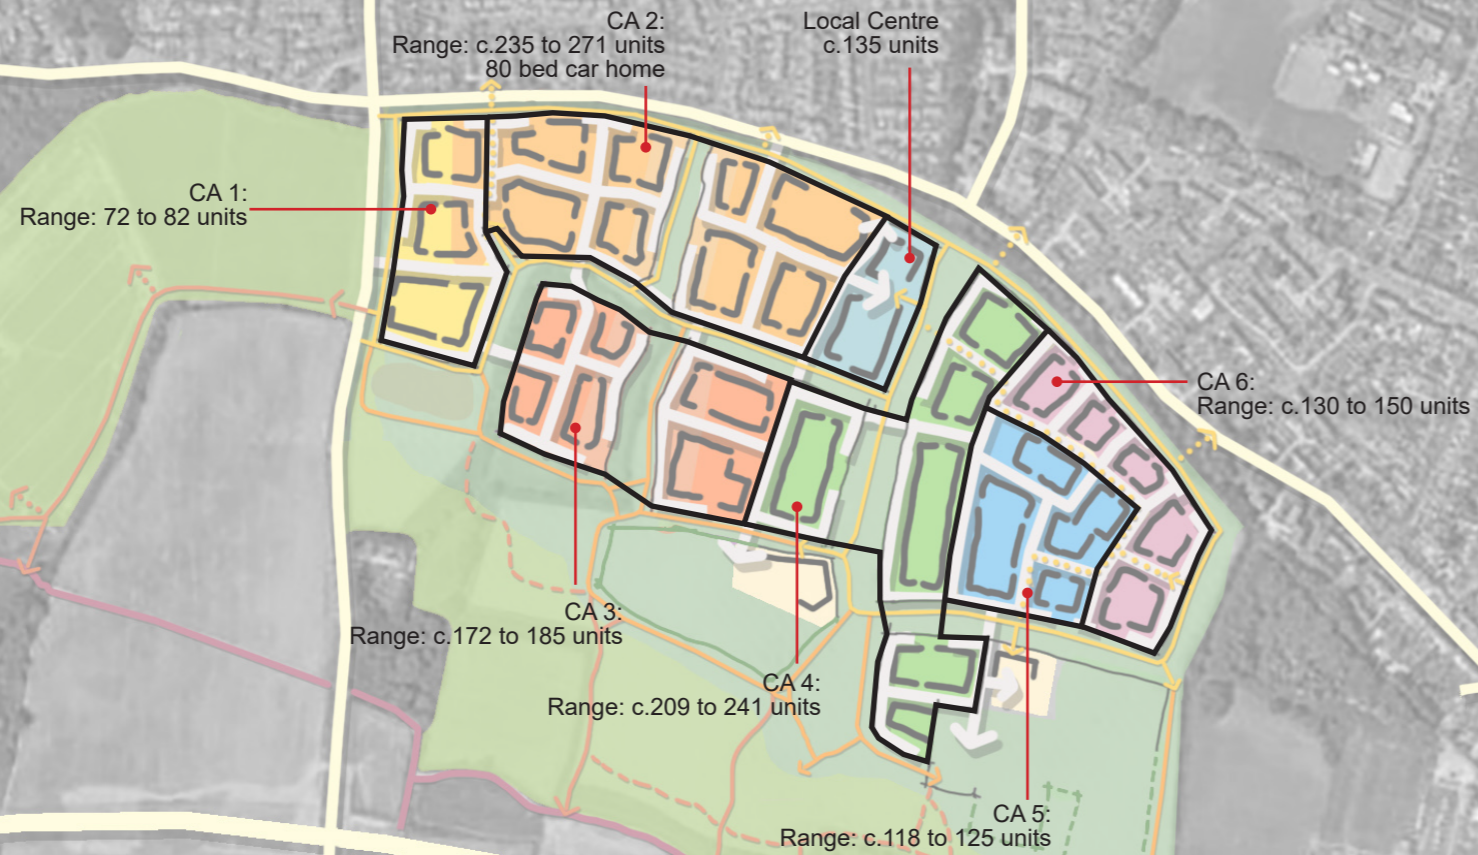 CA 2:
Range: c.235 to 271 units
80 bed car home
Local Centre
c.135 units
CA 1:
Range: 72 to 82 units
CA 6:
Range: c.130 to 150 units
CA 3:
Range: c.172 to 185 units
CA 4:
Range: c.209 to 241 units
CA 5:
Range: c.118 to 125 units